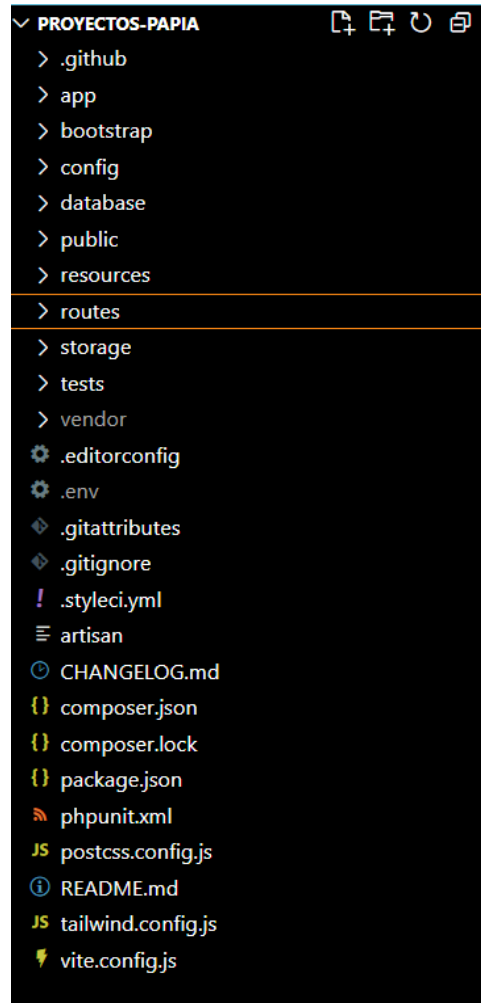 PROYECTOS-PAPIA
.github
app
bootstrap
config
database
public
resources
routes
storage
tests
vendor
.editorconfig
.env
.gitattributes
.gitignore
! .styleci.yml
artisan
CHANGELOG.md
{} composer.json
{} composer.lock
{} package.json
phpunit.xml
JS postcss.config.js
README.md
JS tailwind.config.js
vite.config.js